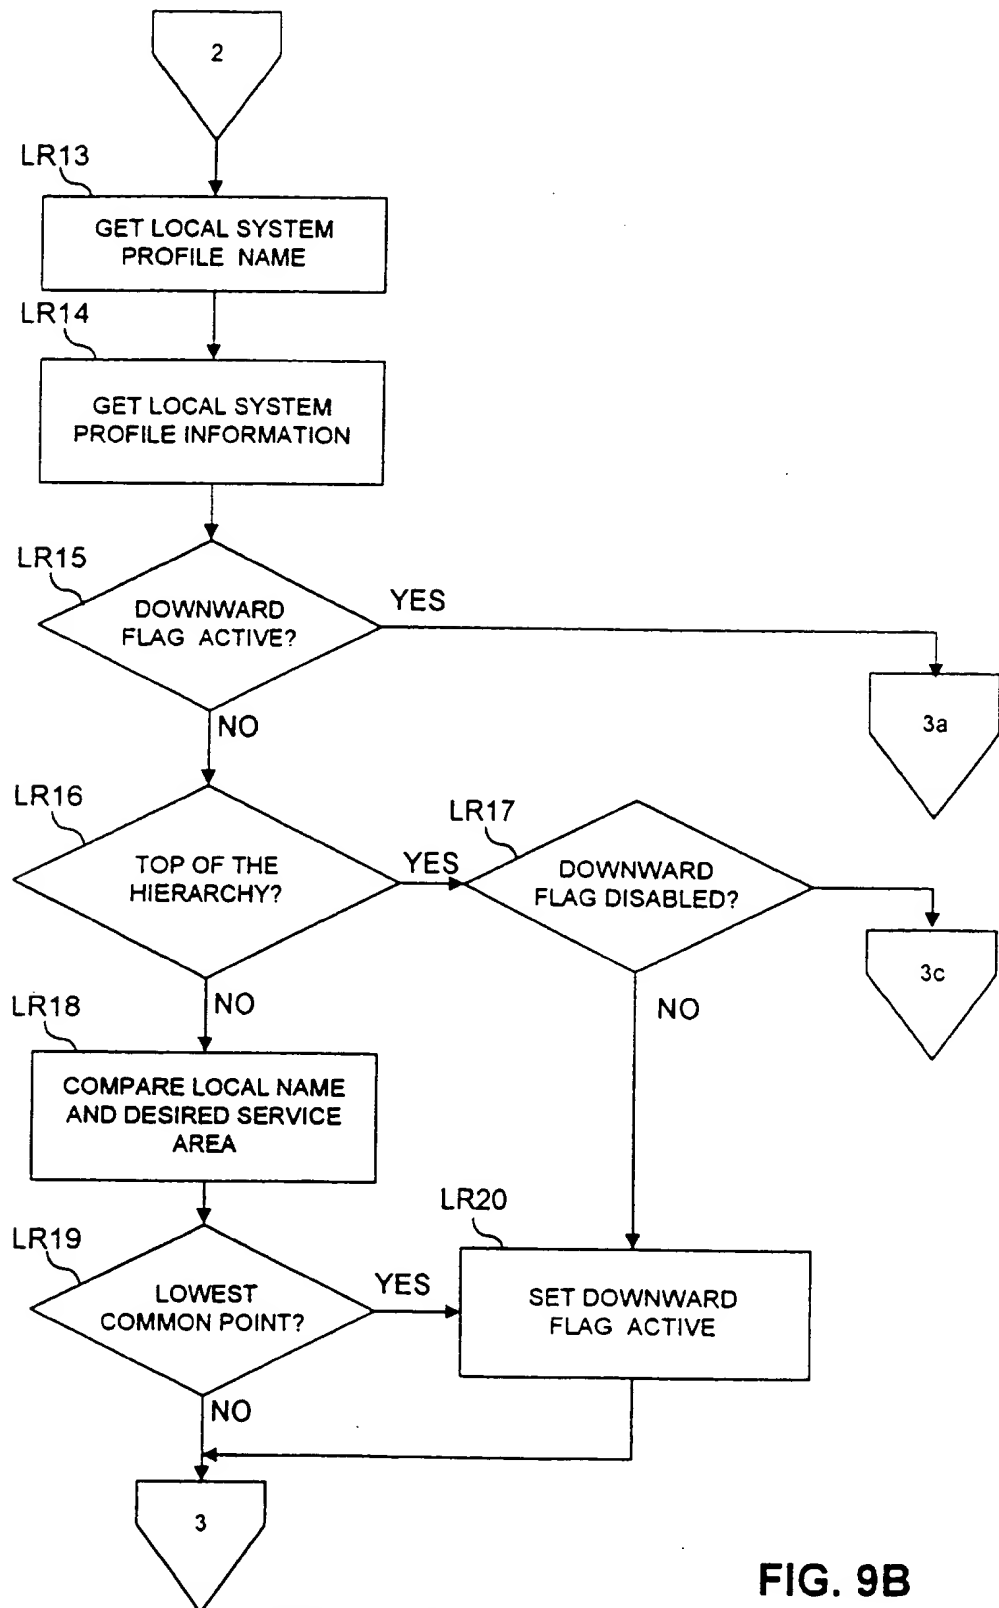 2
LR13
GET LOCAL SYSTEM
PROFILE NAME
LR14
GET LOCAL SYSTEM
PROFILE INFORMATION
LR15
DOWNWARD
FLAG ACTIVE?
YES
3a
NO
LR16
TOP OF THE
HIERARCHY?
YES
LR17
DOWNWARD
FLAG DISABLED?
3c
NO
NO
LR18
COMPARE LOCAL NAME
AND DESIRED SERVICE
AREA
LR19
LOWEST
COMMON POINT?
YES
LR20
SET DOWNWARD
FLAG ACTIVE
NO
3
FIG. 9B